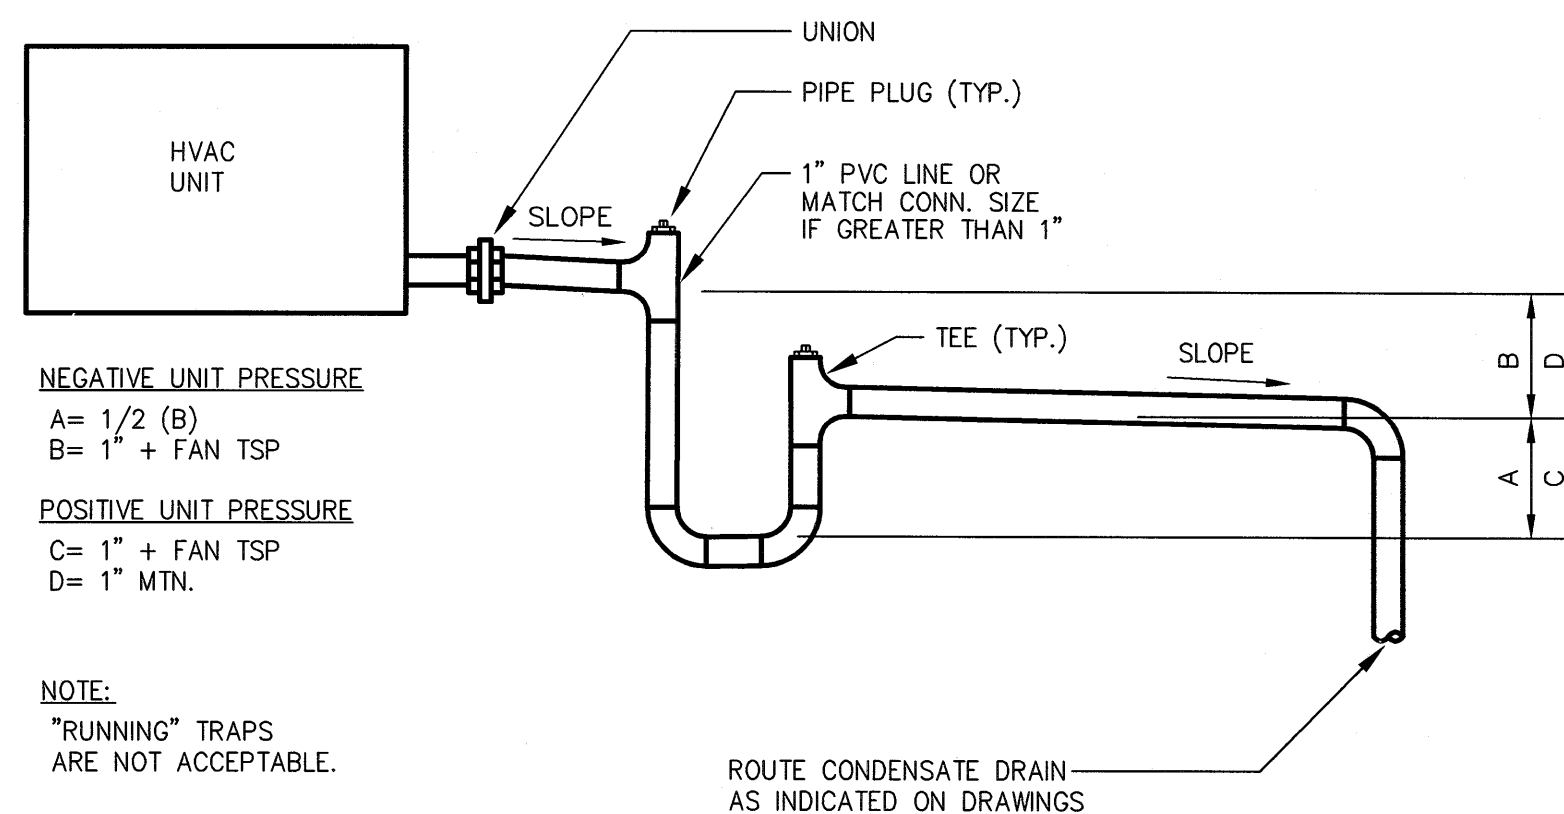 UNION
PIPE PLUG (TYP.)
HVAC
UNIT
1" PVC LINE OR
MATCH CONN. SIZE
IF GREATER THAN 1"
SLOPE
TEE (TYP.)
SLOPE
B
D
A
C
NEGATIVE UNIT PRESSURE
A= 1/2 (B)
B= 1" + FAN TSP
POSITIVE UNIT PRESSURE
C= 1" + FAN TSP
D= 1" MTN.
NOTE:
"RUNNING" TRAPS
ARE NOT ACCEPTABLE.
ROUTE CONDENSATE DRAIN
AS INDICATED ON DRAWINGS